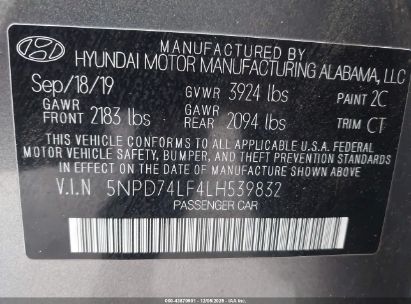 MANUFACTURED BY
HYUNDAI MOTOR MANUFACTURING ALABAMA, LLC
Sep/18/19 GVWR 3924 lbs PAINT 2C
GAWR FRONT 2183 lbs GAWR REAR 2094 lbs TRIM CT
THIS VEHICLE CONFORMS TO ALL APPLICABLE U.S.A FEDERAL
MOTOR VEHICLE SAFETY, BUMPER, AND THEFT PREVENTION STANDARDS
IN EFFECT ON THE DATE OF MANUFACTURE SHOWN ABOVE.
V.I.N 5NPD74LF4LH539832
PASSENGER CAR